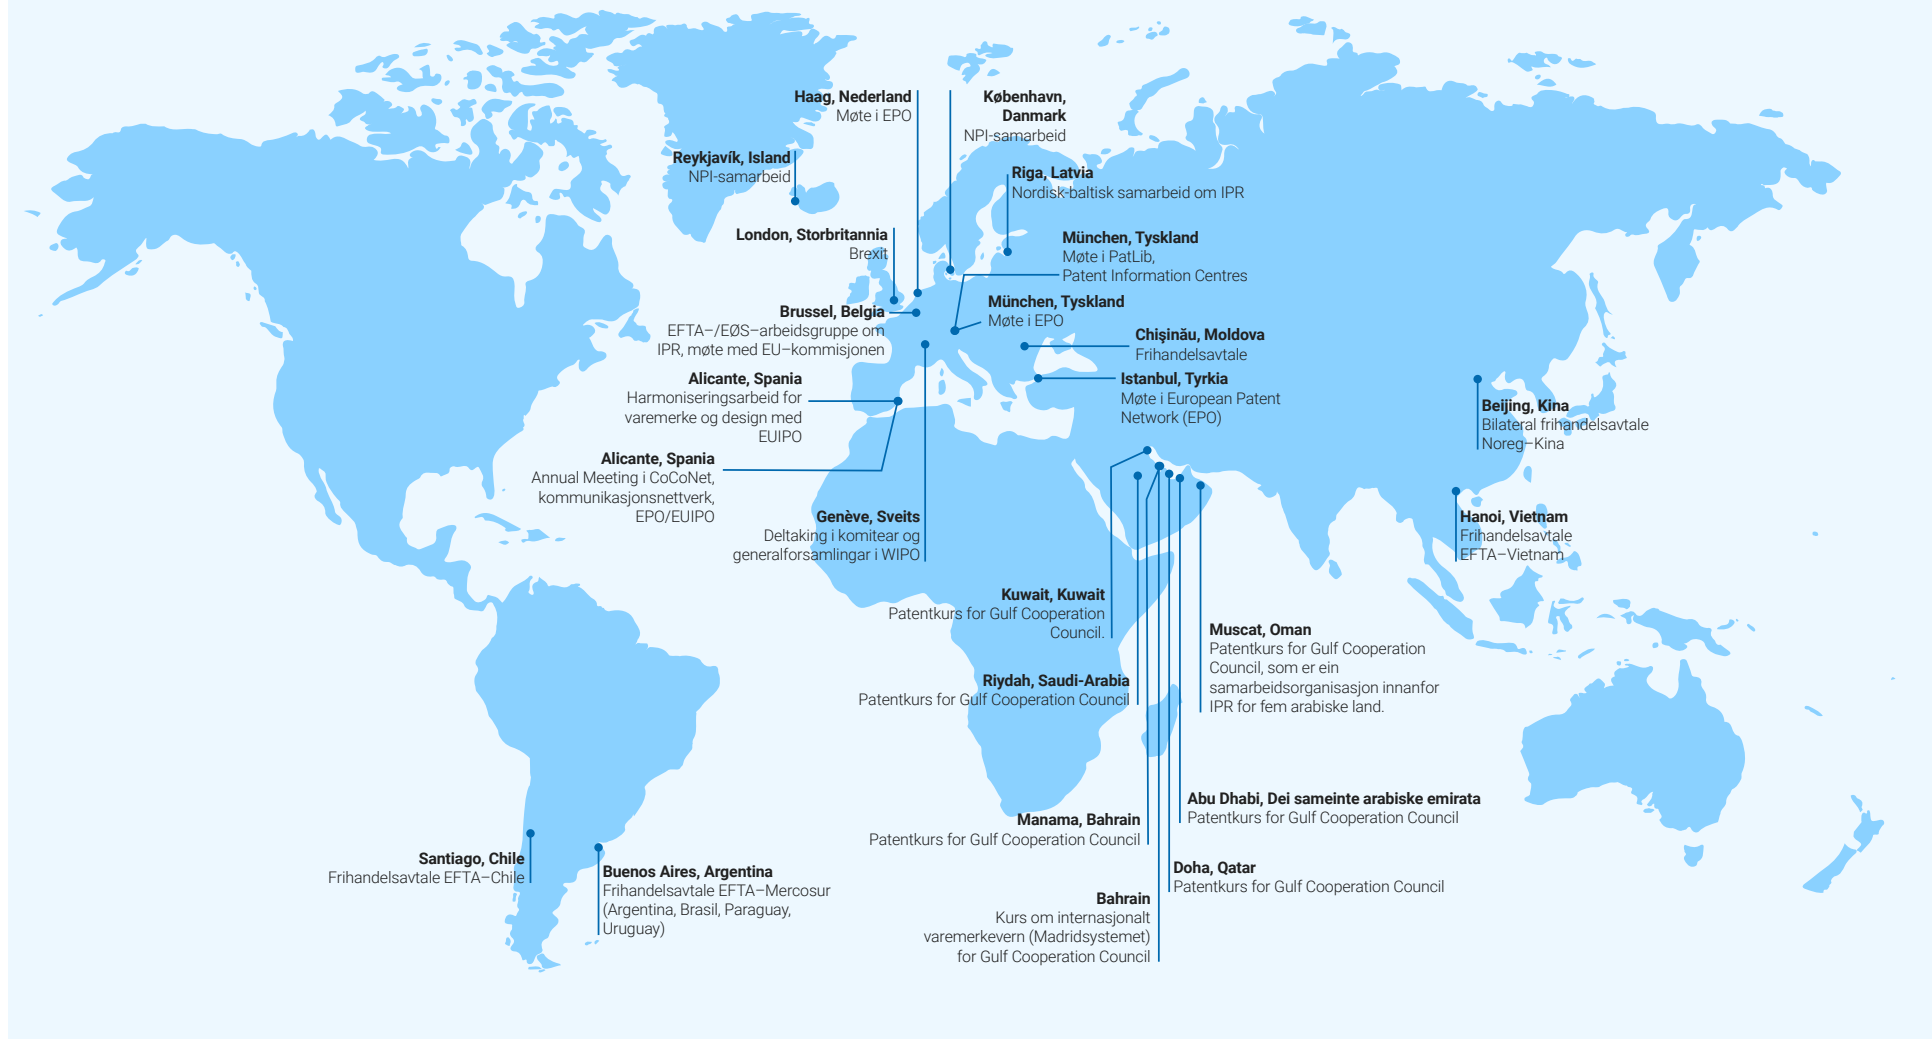 Haag, Nederland
Møte i EPO
København,
Danmark
NPI-samarbeid
Reykjavík, Island
NPI-samarbeid
Riga, Latvia
Nordisk-baltisk samarbeid om IPR
London, Storbritannia
Brexit
München, Tyskland
Møte i PatLib,
Patent Information Centres
München, Tyskland
Møte i EPO
Brussel, Belgia
EFTA–/EØS–arbeidsgruppe om
IPR, møte med EU–kommisjonen
Chişinău, Moldova
Frihandelsavtale
Alicante, Spania
Harmoniseringsarbeid for
varemerke og design med
EUIPO
Istanbul, Tyrkia
Møte i European Patent
Network (EPO)
Beijing, Kina
Bilateral frihandelsavtale
Noreg–Kina
Alicante, Spania
Annual Meeting i CoCoNet,
kommunikasjonsnettverk,
EPO/EUIPO
Genève, Sveits
Deltaking i komitear og
generalforsamlingar i WIPO
Hanoi, Vietnam
Frihandelsavtale
EFTA–Vietnam
Kuwait, Kuwait
Patentkurs for Gulf Cooperation
Council.
Muscat, Oman
Patentkurs for Gulf Cooperation
Council, som er ein
samarbeidsorganisasjon innanfor
IPR for fem arabiske land.
Riydah, Saudi-Arabia
Patentkurs for Gulf Cooperation Council
Abu Dhabi, Dei sameinte arabiske emirata
Patentkurs for Gulf Cooperation Council
Manama, Bahrain
Patentkurs for Gulf Cooperation Council
Santiago, Chile
Frihandelsavtale EFTA–Chile
Buenos Aires, Argentina
Frihandelsavtale EFTA–Mercosur
(Argentina, Brasil, Paraguay,
Uruguay)
Doha, Qatar
Patentkurs for Gulf Cooperation Council
Bahrain
Kurs om internasjonalt
varemerkevern (Madridsystemet)
for Gulf Cooperation Council